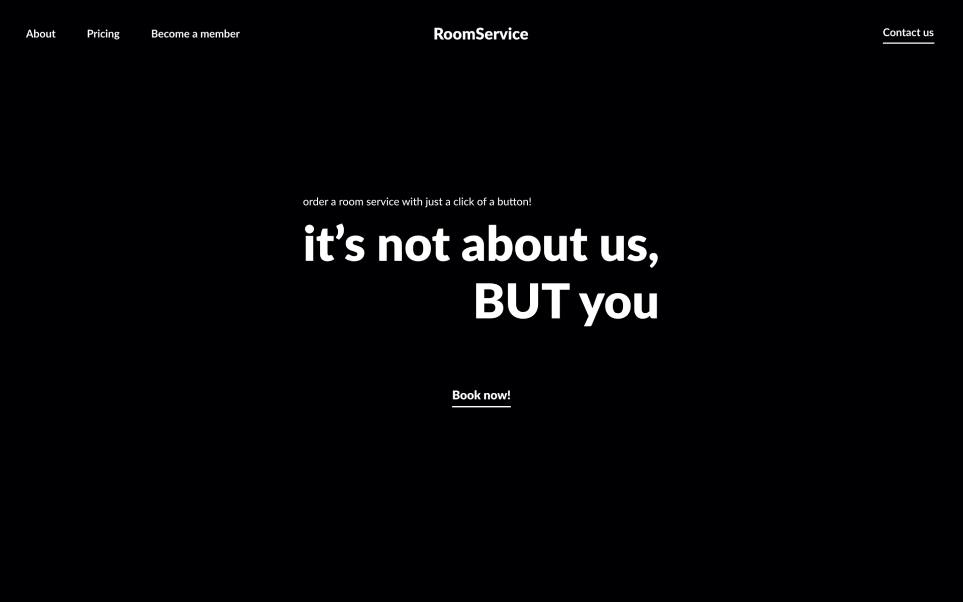 About Pricing Become a member RoomService Contact us
order a room service with just a click of a button!
it’s not about us,
BUT you
Book now!